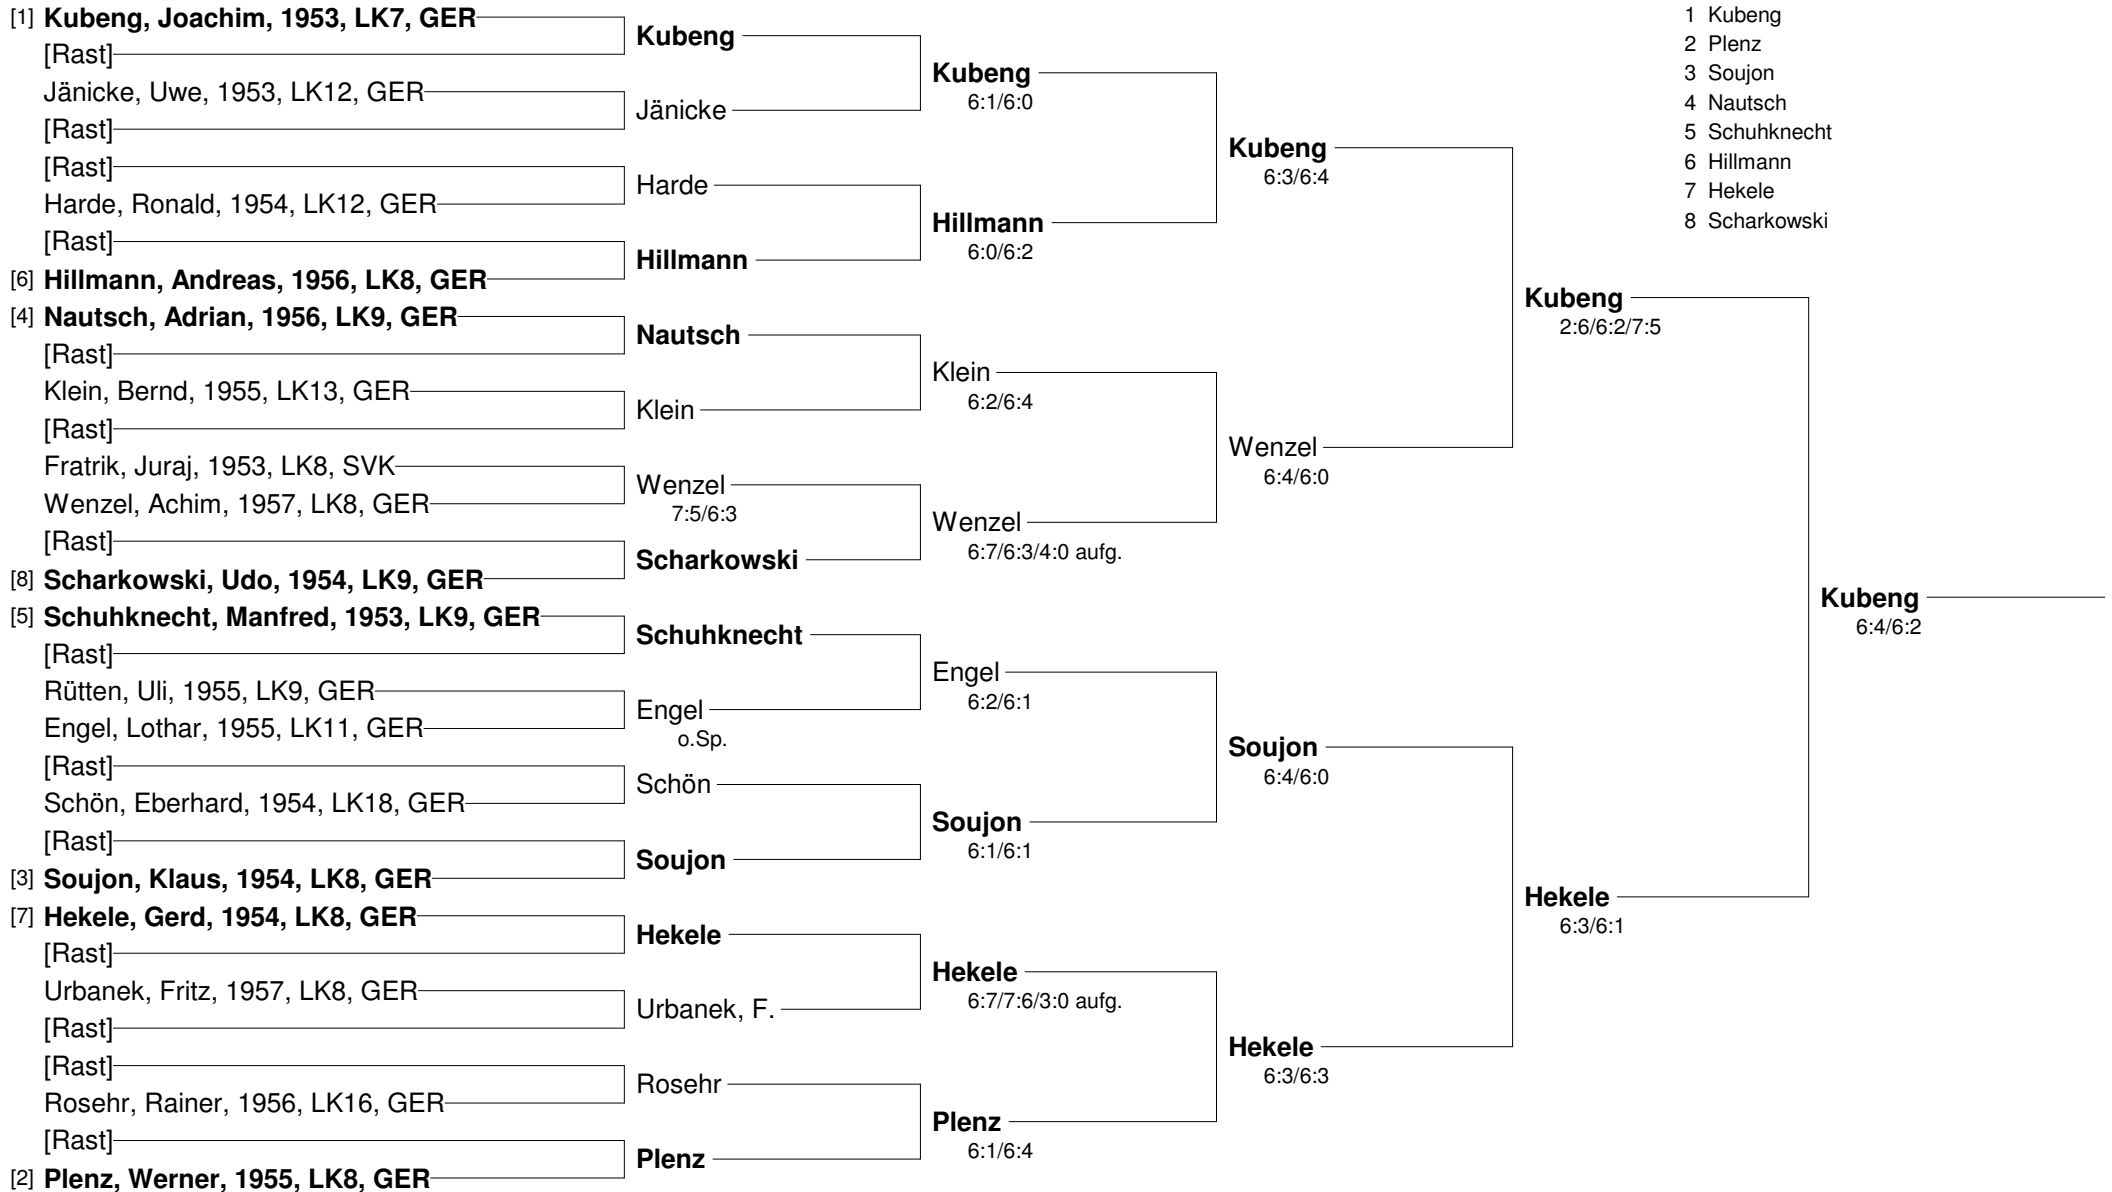 [1] Kubeng, Joachim, 1953, LK7, GER
[Rast]
Jänicke, Uwe, 1953, LK12, GER
[Rast]
[Rast]
Harde, Ronald, 1954, LK12, GER
[Rast]
[6] Hillmann, Andreas, 1956, LK8, GER
[4] Nautsch, Adrian, 1956, LK9, GER
[Rast]
Klein, Bernd, 1955, LK13, GER
[Rast]
Fratrik, Juraj, 1953, LK8, SVK
Wenzel, Achim, 1957, LK8, GER
[Rast]
[8] Scharkowski, Udo, 1954, LK9, GER
[5] Schuhknecht, Manfred, 1953, LK9, GER
[Rast]
Rütten, Uli, 1955, LK9, GER
Engel, Lothar, 1955, LK11, GER
[Rast]
Schön, Eberhard, 1954, LK18, GER
[Rast]
[3] Soujon, Klaus, 1954, LK8, GER
[7] Hekele, Gerd, 1954, LK8, GER
[Rast]
Urbanek, Fritz, 1957, LK8, GER
[Rast]
[Rast]
Rosehr, Rainer, 1956, LK16, GER
[Rast]
[2] Plenz, Werner, 1955, LK8, GER
Kubeng
Jänicke
Harde
Hillmann
Nautsch
Klein
Wenzel
7:5/6:3
Scharkowski
Schuhknecht
Engel
o.Sp.
Schön
Soujon
Hekele
Urbanek, F.
Rosehr
Plenz
Kubeng
6:1/6:0
Hillmann
6:0/6:2
Klein
6:2/6:4
Wenzel
6:7/6:3/4:0 aufg.
Engel
6:2/6:1
Soujon
6:1/6:1
Hekele
6:7/7:6/3:0 aufg.
Plenz
6:1/6:4
Kubeng
6:3/6:4
Wenzel
6:4/6:0
Soujon
6:4/6:0
Hekele
6:3/6:3
Kubeng
2:6/6:2/7:5
Hekele
6:3/6:1
Kubeng
6:4/6:2
1 Kubeng
2 Plenz
3 Soujon
4 Nautsch
5 Schuhknecht
6 Hillmann
7 Hekele
8 Scharkowski